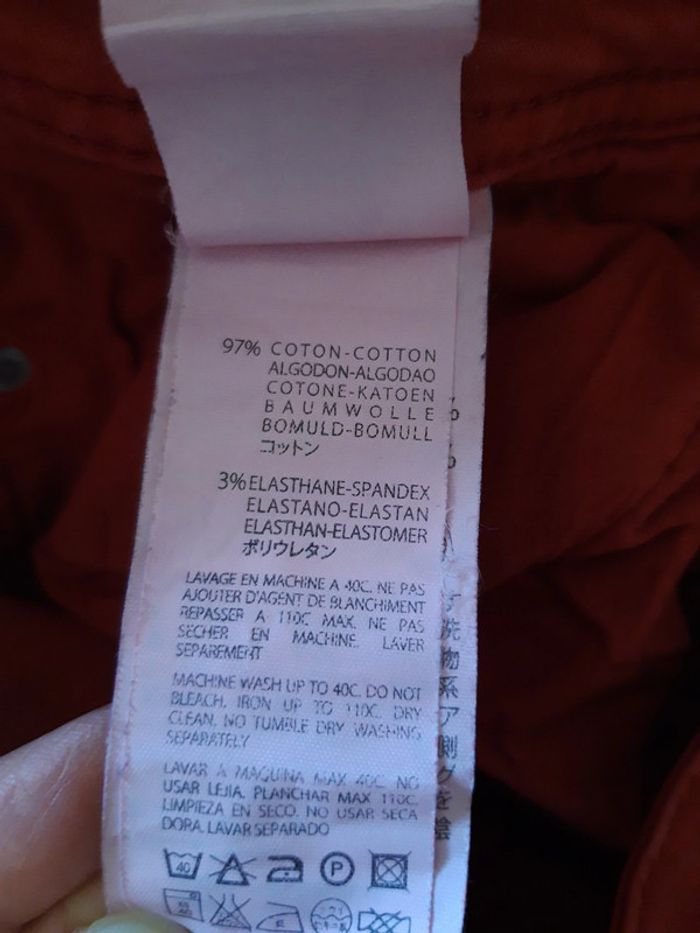 97% COTON-COTTON
ALGODON-ALGODAO
COTONE-KATOEN
BAUMWOLLE
BOMULD-BOMULL
コットン
3% ELASTHANE-SPANDEX
ELASTANO-ELASTAN
ELASTHAN-ELASTOMER
ポリウレタン
LAVAGE EN MACHINE A 40C. NE PAS
AJOUTER D'AGENT DE BLANCHIMENT
REPASSER A 110C MAX. NE PAS
SECHER EN MACHINE. LAVER
SEPAREMENT
MACHINE WASH UP TO 40C. DO NOT
BLEACH. IRON UP TO 110C. DRY
CLEAN. NO TUMBLE DRY WASHING
SEPARATELY
LAVAR A MAQUINA MAX 40C. NO
USAR LEJIA. PLANCHAR MAX 110C.
LIMPIEZA EN SECO. NO USAR SECA
DORA. LAVAR SEPARADO
40 P